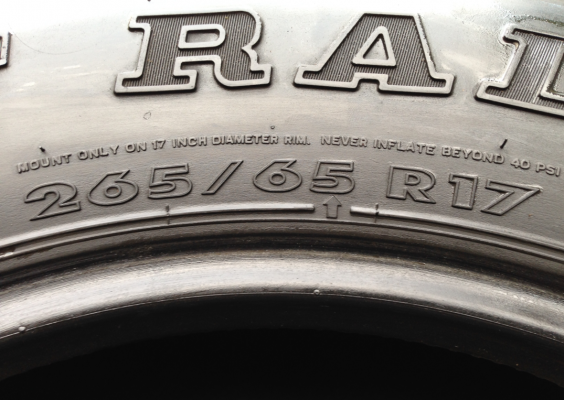 RA
MOUNT ONLY ON 17 INCH DIAMETER RIM. NEVER INFLATE BEYOND 40 PSI
265/65 R17